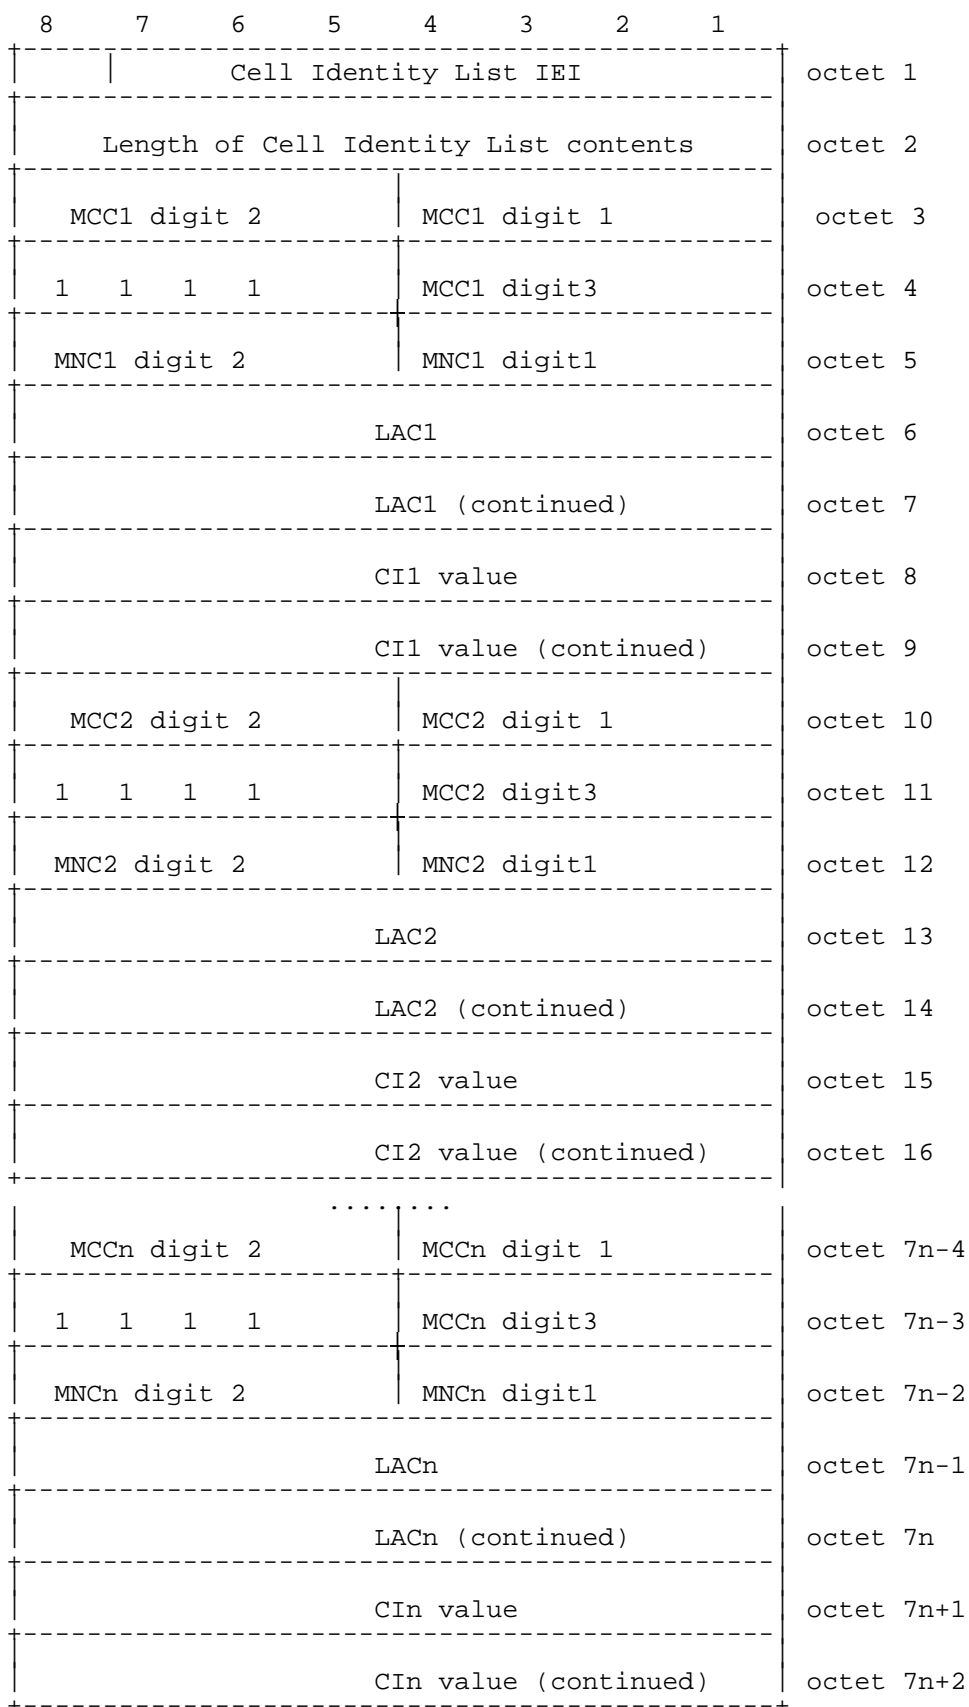 8 7 6 5 4 3 2 1
Cell Identity List IEI octet 1
Length of Cell Identity List contents octet 2
MCC1 digit 2 MCC1 digit 1 octet 3
1 1 1 1 MCC1 digit3 octet 4
MNC1 digit 2 MNC1 digit1 octet 5
LAC1 octet 6
LAC1 (continued) octet 7
CI1 value octet 8
CI1 value (continued) octet 9
MCC2 digit 2 MCC2 digit 1 octet 10
1 1 1 1 MCC2 digit3 octet 11
MNC2 digit 2 MNC2 digit1 octet 12
LAC2 octet 13
LAC2 (continued) octet 14
CI2 value octet 15
CI2 value (continued) octet 16
........
MCCn digit 2 MCCn digit 1 octet 7n-4
1 1 1 1 MCCn digit3 octet 7n-3
MNCn digit 2 MNCn digit1 octet 7n-2
LACn octet 7n-1
LACn (continued) octet 7n
CIn value octet 7n+1
CIn value (continued) octet 7n+2